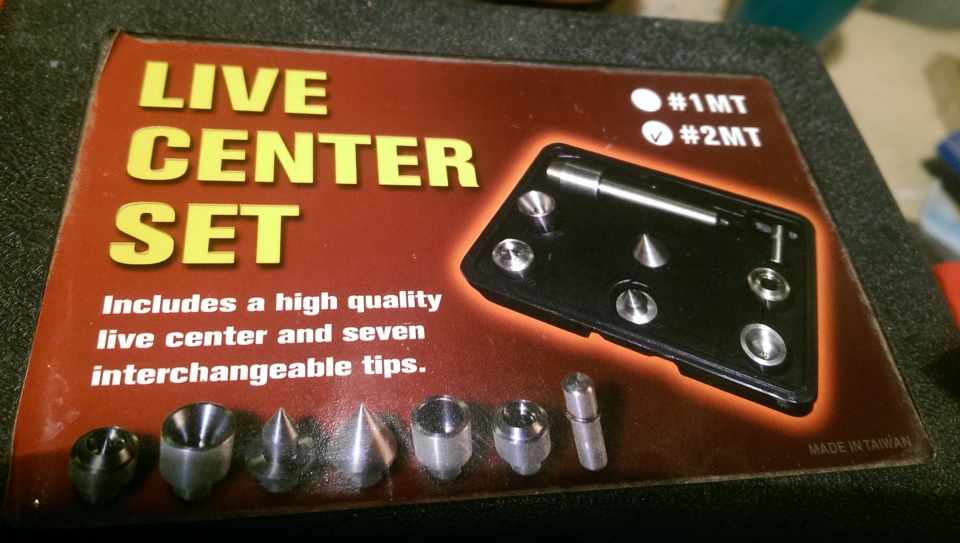 LIVE
CENTER
SET
#1MT
#2MT
Includes a high quality
live center and seven
interchangeable tips.
MADE IN TAIWAN